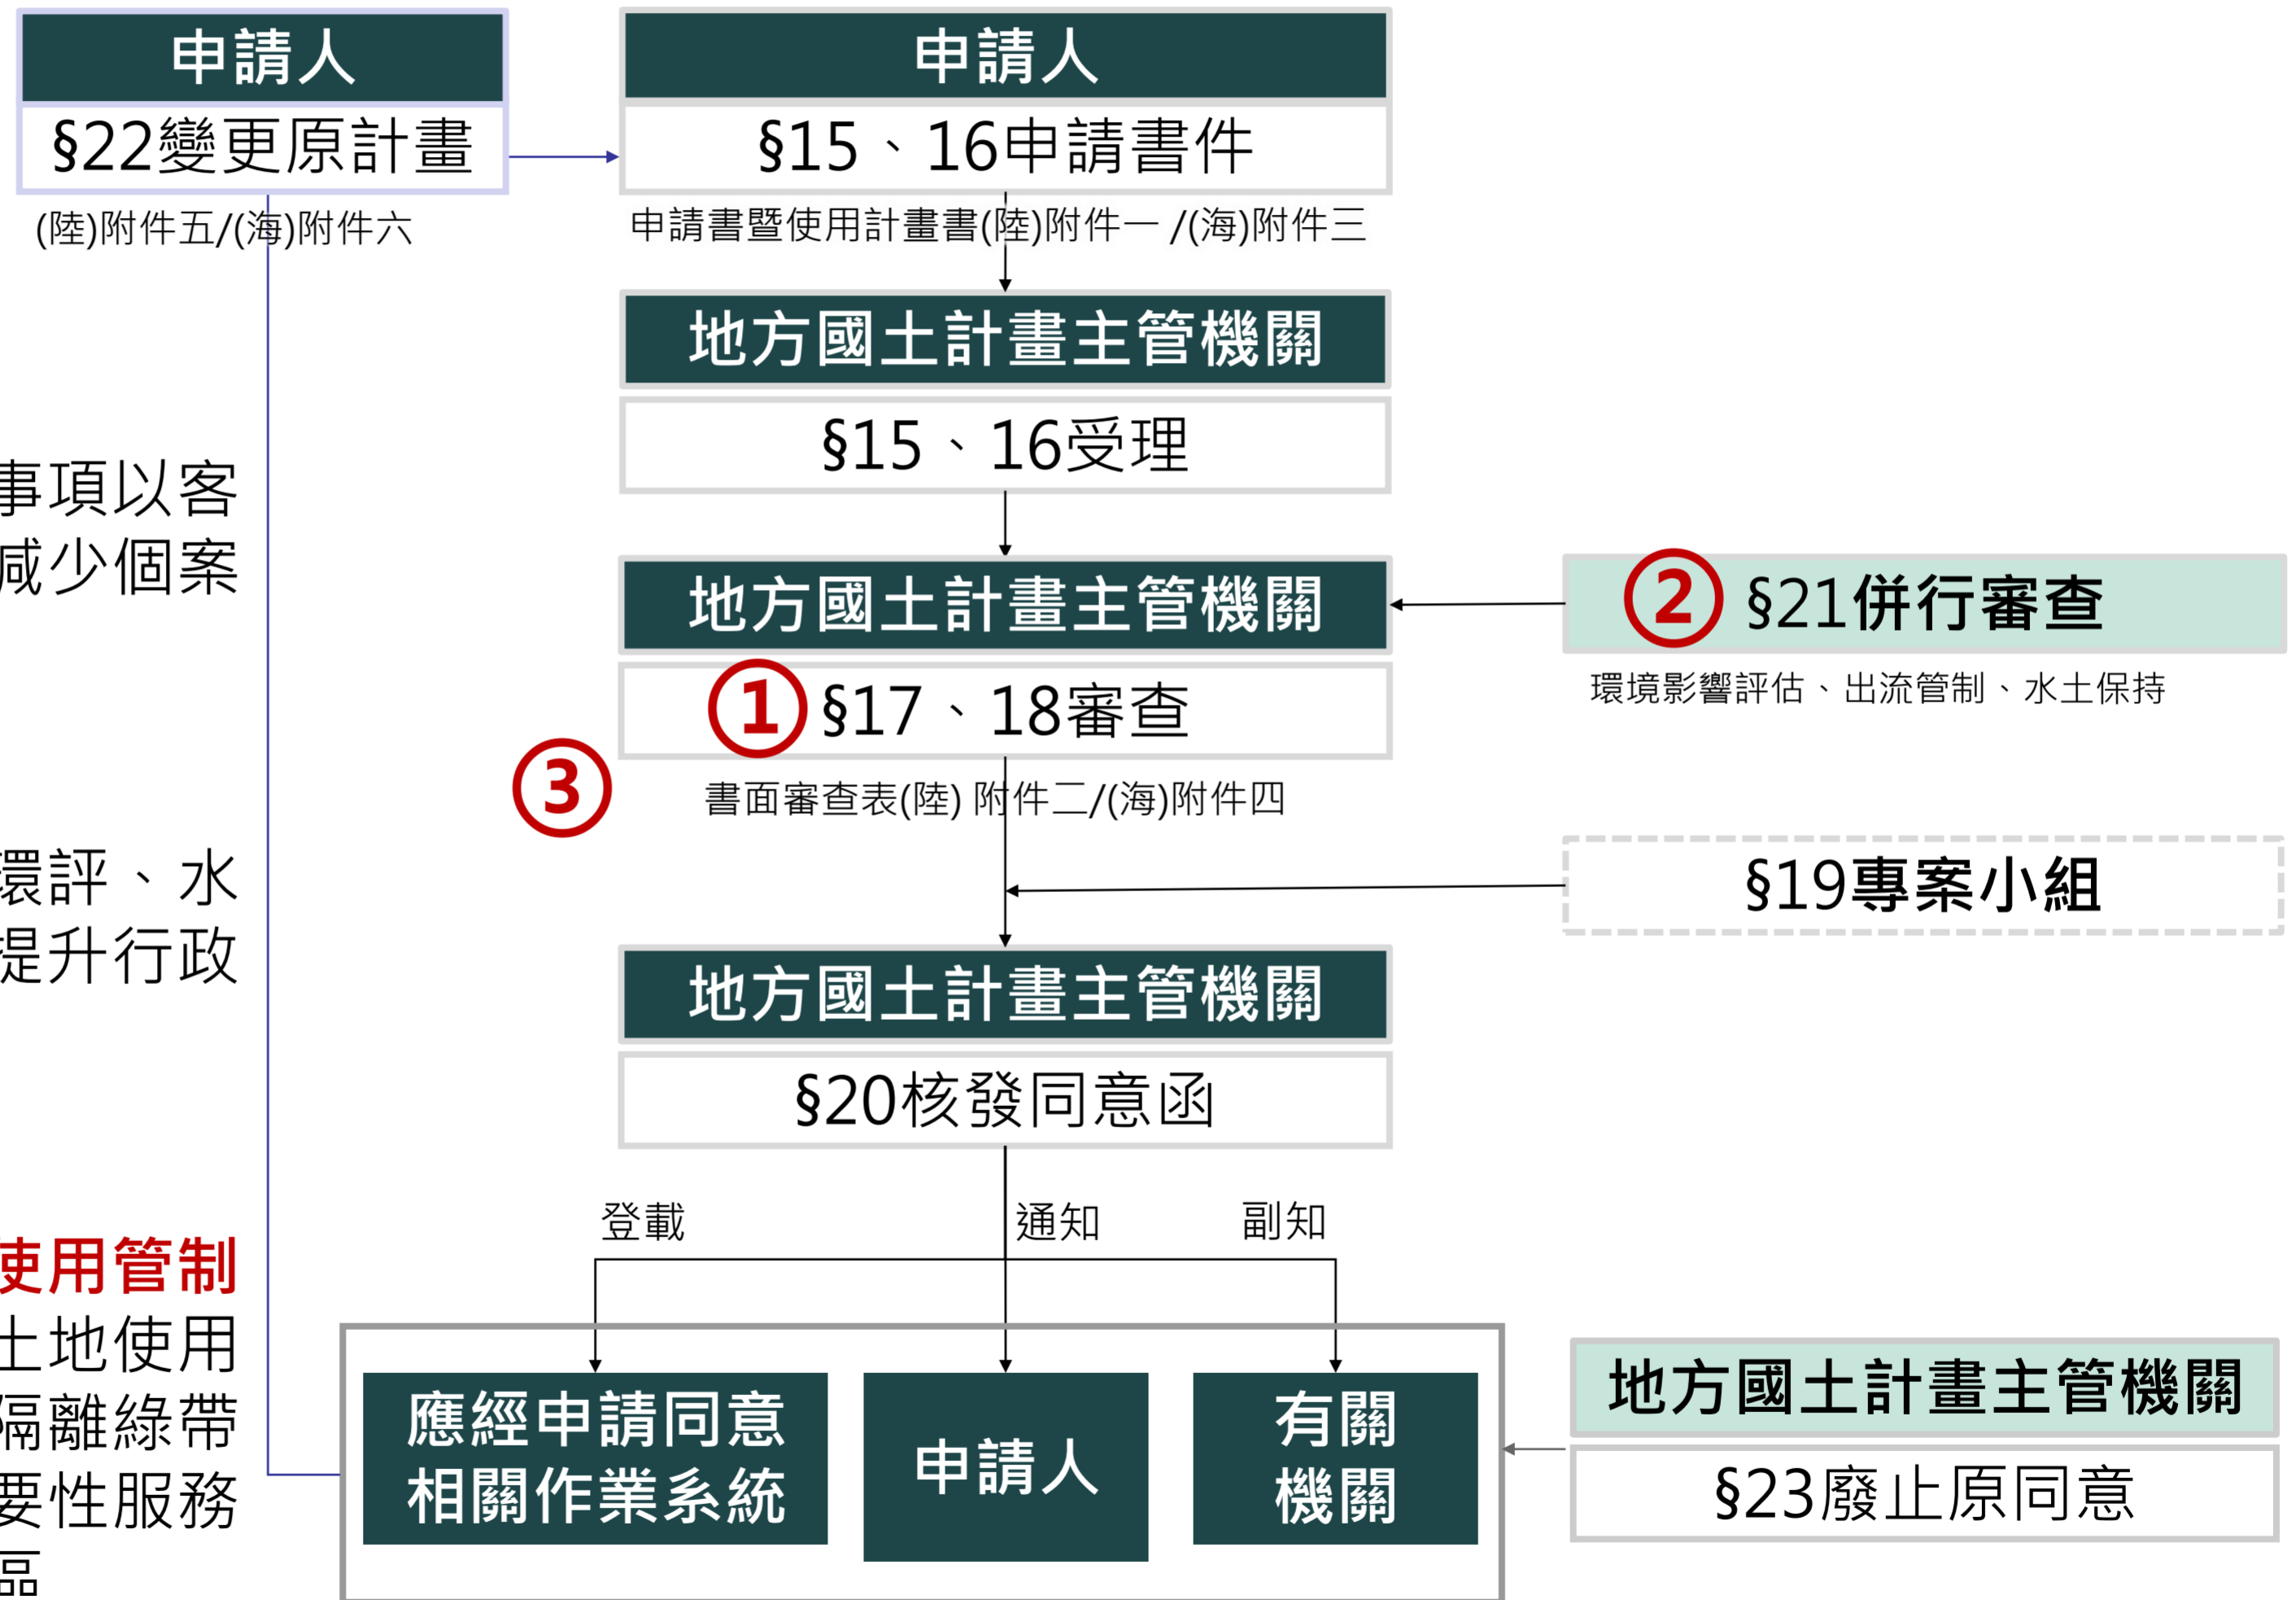 申請人
§22變更原計畫
(陸)附件五/(海)附件六
申請人
§15、16申請書件
申請書暨使用計畫書(陸)附件一 /(海)附件三
地方國土計畫主管機關
§15、16受理
地方國土計畫主管機關
① §17、18審查
③
書面審查表(陸) 附件二/(海)附件四
② §21併行審查
環境影響評估、出流管制、水土保持
§19專案小組
地方國土計畫主管機關
§20核發同意函
登載
通知
副知
應經申請同意
相關作業系統
申請人
有關
機關
地方國土計畫主管機關
§23廢止原同意
事項以客
減少個案
環評、水
提升行政
使用管制
土地使用
隔離綠帶
要性服務
區